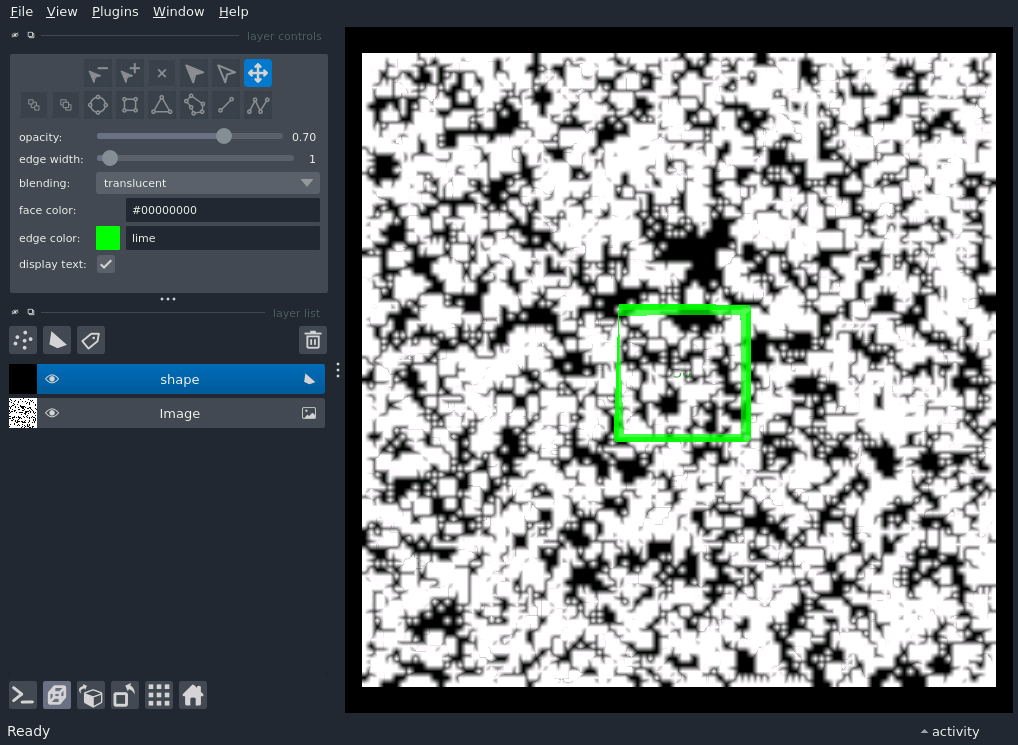 File View Plugins Window Help
layer controls
opacity: 0.70
edge width: 1
blending: translucent
face color: #00000000
edge color: lime
display text:
layer list
shape
Image
Ready
activity